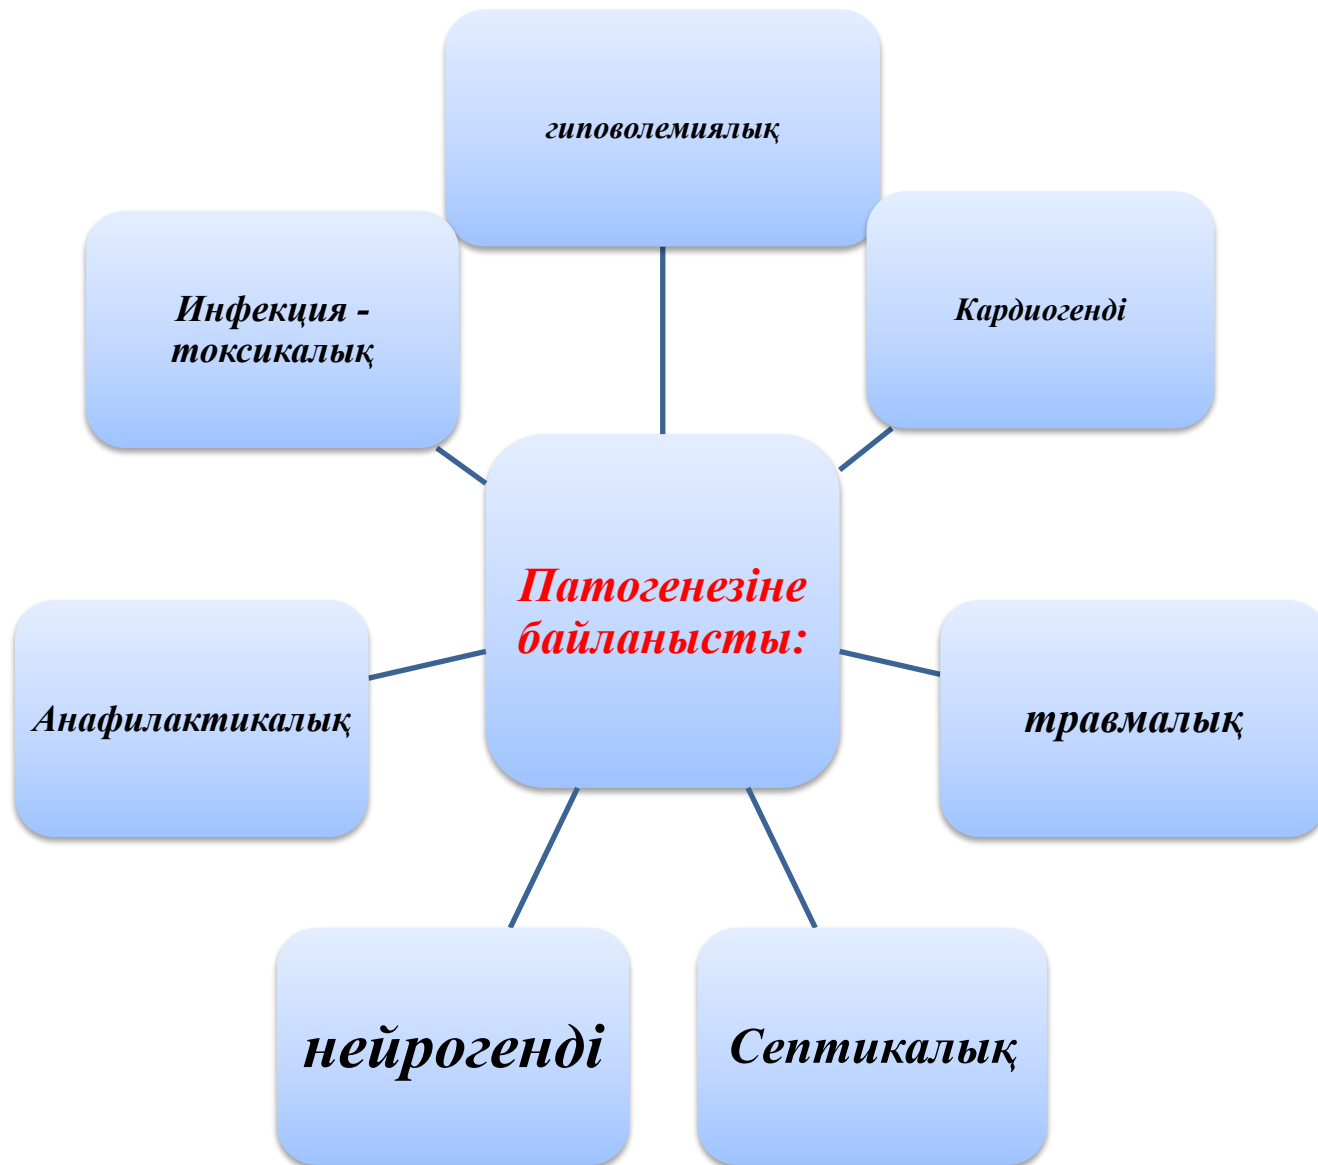 гиповолемиялық
Инфекция -
токсикалық
Кардиогенді
Патогенезіне
байланысты:
Анафилактикалық
травмалық
нейрогенді
Септикалық